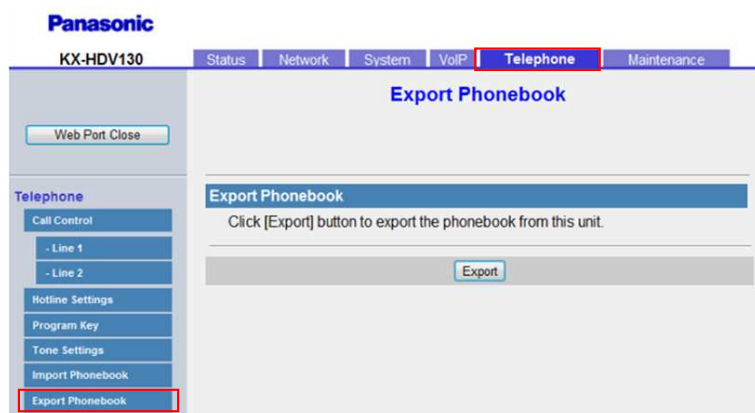 Panasonic
KX-HDV130
Status Network System VoIP Telephone Maintenance
Export Phonebook
Web Port Close
Telephone
Call Control
- Line 1
- Line 2
Hotline Settings
Program Key
Tone Settings
Import Phonebook
Export Phonebook
Export Phonebook
Click [Export] button to export the phonebook from this unit.
Export